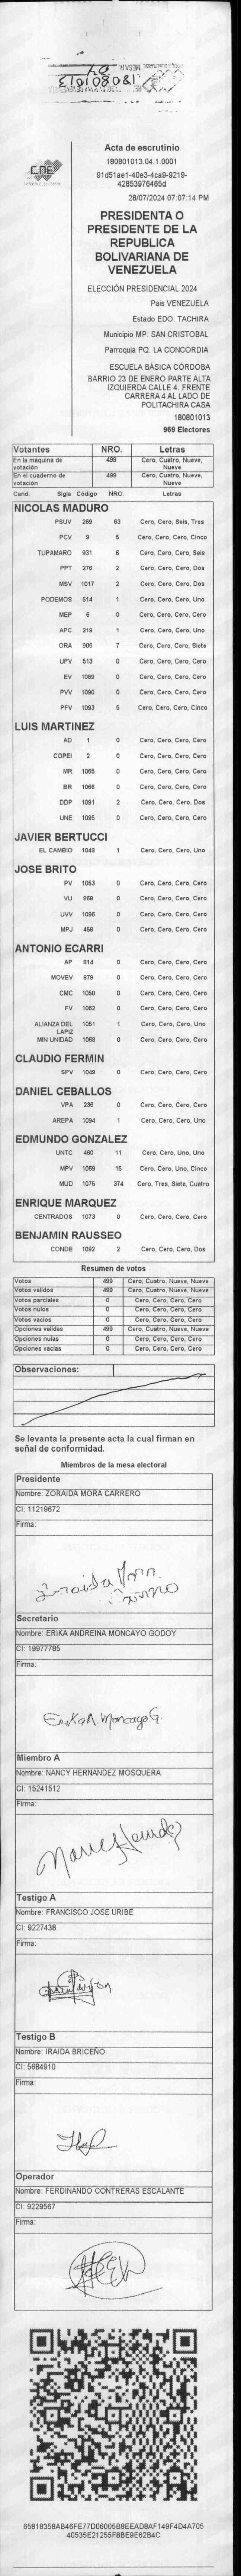 180801013
04
CNE
Acta de escrutinio
180801013.04.1.0001
91d51ae1-40e3-4ca9-9219-
42853976465d
28/07/2024 07:07:14 PM
PRESIDENTA O
PRESIDENTE DE LA
REPUBLICA
BOLIVARIANA DE
VENEZUELA
ELECCIÓN PRESIDENCIAL 2024
Pais VENEZUELA
Estado EDO. TACHIRA
Municipio MP. SAN CRISTOBAL
Parroquia PQ. LA CONCORDIA
ESCUELA BÁSICA CÓRDOBA
BARRIO 23 DE ENERO PARTE ALTA
IZQUIERDA CALLE 4. FRENTE
CARRERA 4 AL LADO DE
POLITACHIRA CASA
180801013
969 Electores
Votantes NRO. Letras
En la máquina de votación 499 Cero, Cuatro, Nueve, Nueve
En el cuaderno de votación 499 Cero, Cuatro, Nueve, Nueve
Cand. Sigla Código NRO. Letras
NICOLAS MADURO
PSUV 269 63 Cero, Cero, Seis, Tres
PCV 9 5 Cero, Cero, Cero, Cinco
TUPAMARO 931 6 Cero, Cero, Cero, Seis
PPT 276 2 Cero, Cero, Cero, Dos
MSV 1017 2 Cero, Cero, Cero, Dos
PODEMOS 514 1 Cero, Cero, Cero, Uno
MEP 6 0 Cero, Cero, Cero, Cero
APC 219 1 Cero, Cero, Cero, Uno
ORA 906 7 Cero, Cero, Cero, Siete
UPV 513 0 Cero, Cero, Cero, Cero
EV 1089 0 Cero, Cero, Cero, Cero
PVV 1090 0 Cero, Cero, Cero, Cero
PFV 1093 5 Cero, Cero, Cero, Cinco
LUIS MARTINEZ
AD 1 0 Cero, Cero, Cero, Cero
COPEI 2 0 Cero, Cero, Cero, Cero
MR 1065 0 Cero, Cero, Cero, Cero
BR 1066 0 Cero, Cero, Cero, Cero
DDP 1091 2 Cero, Cero, Cero, Dos
UNE 1095 0 Cero, Cero, Cero, Cero
JAVIER BERTUCCI
EL CAMBIO 1048 1 Cero, Cero, Cero, Uno
JOSE BRITO
PV 1053 0 Cero, Cero, Cero, Cero
VU 868 0 Cero, Cero, Cero, Cero
UVV 1096 0 Cero, Cero, Cero, Cero
MPJ 458 0 Cero, Cero, Cero, Cero
ANTONIO ECARRI
AP 814 0 Cero, Cero, Cero, Cero
MOVEV 878 0 Cero, Cero, Cero, Cero
CMC 1050 0 Cero, Cero, Cero, Cero
FV 1062 0 Cero, Cero, Cero, Cero
ALIANZA DEL LAPIZ 1051 1 Cero, Cero, Cero, Uno
MIN UNIDAD 1068 0 Cero, Cero, Cero, Cero
CLAUDIO FERMIN
SPV 1049 0 Cero, Cero, Cero, Cero
DANIEL CEBALLOS
VPA 236 0 Cero, Cero, Cero, Cero
AREPA 1094 1 Cero, Cero, Cero, Uno
EDMUNDO GONZALEZ
UNTC 460 11 Cero, Cero, Uno, Uno
MPV 1069 15 Cero, Cero, Uno, Cinco
MUD 1075 374 Cero, Tres, Siete, Cuatro
ENRIQUE MARQUEZ
CENTRADOS 1073 0 Cero, Cero, Cero, Cero
BENJAMIN RAUSSEO
CONDE 1092 2 Cero, Cero, Cero, Dos
Resumen de votos
Votos 499 Cero, Cuatro, Nueve, Nueve
Votos validos 499 Cero, Cuatro, Nueve, Nueve
Votos parciales 0 Cero, Cero, Cero, Cero
Votos nulos 0 Cero, Cero, Cero, Cero
Votos vacios 0 Cero, Cero, Cero, Cero
Opciones validas 499 Cero, Cuatro, Nueve, Nueve
Opciones nulas 0 Cero, Cero, Cero, Cero
Opciones vacias 0 Cero, Cero, Cero, Cero
Observaciones:
Se levanta la presente acta la cual firman en
señal de conformidad.
Miembros de la mesa electoral
Presidente
Nombre: ZORAIDA MORA CARRERO
CI: 11219672
Firma:
Zoraida Mora
Carrero
Secretario
Nombre: ERIKA ANDREINA MONCAYO GODOY
CI: 19977785
Firma:
Erika A. Moncayo G.
Miembro A
Nombre: NANCY HERNANDEZ MOSQUERA
CI: 15241512
Firma:
Nancy Hernandez
Testigo A
Nombre: FRANCISCO JOSE URIBE
CI: 9227438
Firma:
Testigo B
Nombre: IRAIDA BRICEÑO
CI: 5684910
Firma:
Operador
Nombre: FERDINANDO CONTRERAS ESCALANTE
CI: 9229567
Firma:
65818358AB46FE77D06005B8EEAD8AF149F4D4A705
40535E21255F8BE9E62B4C